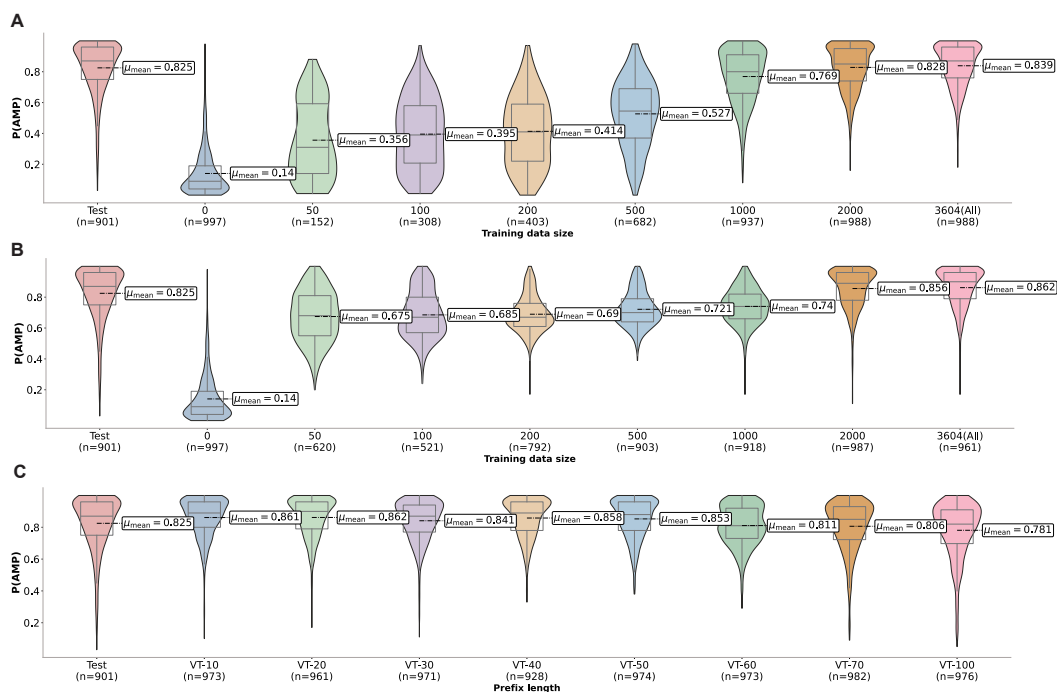 A
P(AMP)
0.8
0.6
0.4
0.2
μmean = 0.825
μmean = 0.14
μmean = 0.356
μmean = 0.395
μmean = 0.414
μmean = 0.527
μmean = 0.769
μmean = 0.828
μmean = 0.839
Test 0 50 100 200 500 1000 2000 3604(All)
(n=901) (n=997) (n=152) (n=308) (n=403) (n=682) (n=937) (n=988) (n=988)
Training data size
B
P(AMP)
0.8
0.6
0.4
0.2
μmean = 0.825
μmean = 0.14
μmean = 0.675
μmean = 0.685
μmean = 0.69
μmean = 0.721
μmean = 0.74
μmean = 0.856
μmean = 0.862
Test 0 50 100 200 500 1000 2000 3604(All)
(n=901) (n=997) (n=620) (n=521) (n=792) (n=903) (n=918) (n=987) (n=961)
Training data size
C
P(AMP)
0.8
0.6
0.4
0.2
μmean = 0.825
μmean = 0.861
μmean = 0.862
μmean = 0.841
μmean = 0.858
μmean = 0.853
μmean = 0.811
μmean = 0.806
μmean = 0.781
Test VT-10 VT-20 VT-30 VT-40 VT-50 VT-60 VT-70 VT-100
(n=901) (n=973) (n=961) (n=971) (n=928) (n=974) (n=973) (n=982) (n=976)
Prefix length